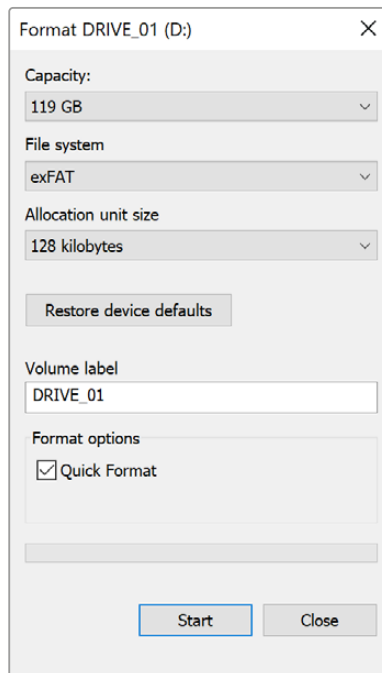 Format DRIVE_01 (D:)
Capacity:
119 GB
File system
exFAT
Allocation unit size
128 kilobytes
Restore device defaults
Volume label
DRIVE_01
Format options
Quick Format
Start Close